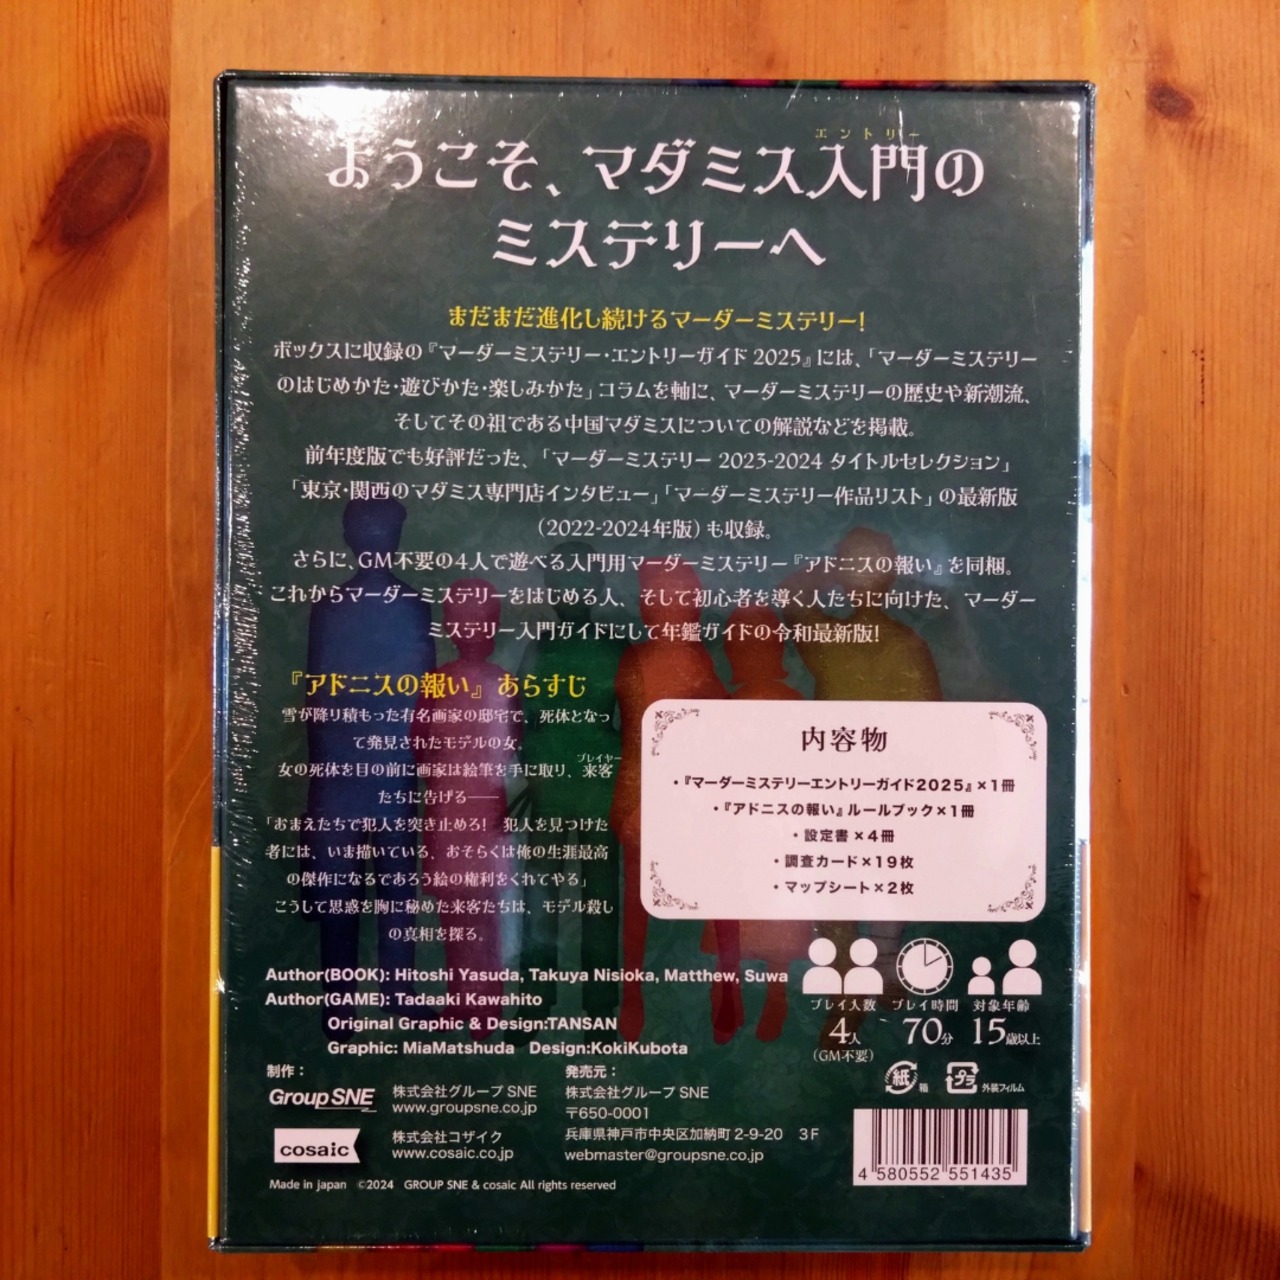 エントリー
ようこそ、マダミス入門の
ミステリーへ
まだまだ進化し続けるマーダーミステリー!
ボックスに収録の『マーダーミステリー・エントリーガイド 2025』には、「マーダーミステリー
のはじめかた・遊びかた・楽しみかた」コラムを軸に、マーダーミステリーの歴史や新潮流、
そしてその祖である中国マダミスについての解説などを掲載。
前年度版でも好評だった、「マーダーミステリー 2023-2024 タイトルセレクション」
「東京・関西のマダミス専門店インタビュー」「マーダーミステリー作品リスト」の最新版
(2022-2024年版)も収録。
さらに、GM不要の4人で遊べる入門用マーダーミステリー『アドニスの報い』を同梱。
これからマーダーミステリーをはじめる人、そして初心者を導く人たちに向けた、マーダー
ミステリー入門ガイドにして年鑑ガイドの令和最新版!
『アドニスの報い』あらすじ
雪が降り積もった有名画家の邸宅で、死体となっ
て発見されたモデルの女。
プレイヤー
女の死体を目の前に画家は絵筆を手に取り、来客
たちに告げる――
「おまえたちで犯人を突き止めろ! 犯人を見つけた
者には、いま描いている、おそらくは俺の生涯最高
の傑作になるであろう絵の権利をくれてやる」
こうして思惑を胸に秘めた来客たちは、モデル殺し
の真相を探る。
内容物
・『マーダーミステリーエントリーガイド2025』×1冊
・『アドニスの報い』ルールブック×1冊
・設定書×4冊
・調査カード×19枚
・マップシート×2枚
Author(BOOK): Hitoshi Yasuda, Takuya Nisioka, Matthew, Suwa
Author(GAME): Tadaaki Kawahito
Original Graphic & Design:TANSAN
Graphic: MiaMatshuda Design:KokiKubota
プレイ人数 プレイ時間 対象年齢
4人 70分 15歳以上
(GM不要)
紙 箱 プラ 外装フィルム
制作:
Group SNE
株式会社グループ SNE
www.groupsne.co.jp
cosaic
株式会社コザイク
www.cosaic.co.jp
発売元:
株式会社グループ SNE
〒650-0001
兵庫県神戸市中央区加納町 2-9-20 3F
webmaster@groupsne.co.jp
Made in japan ©2024 GROUP SNE & cosaic All rights reserved
4 580552 551435